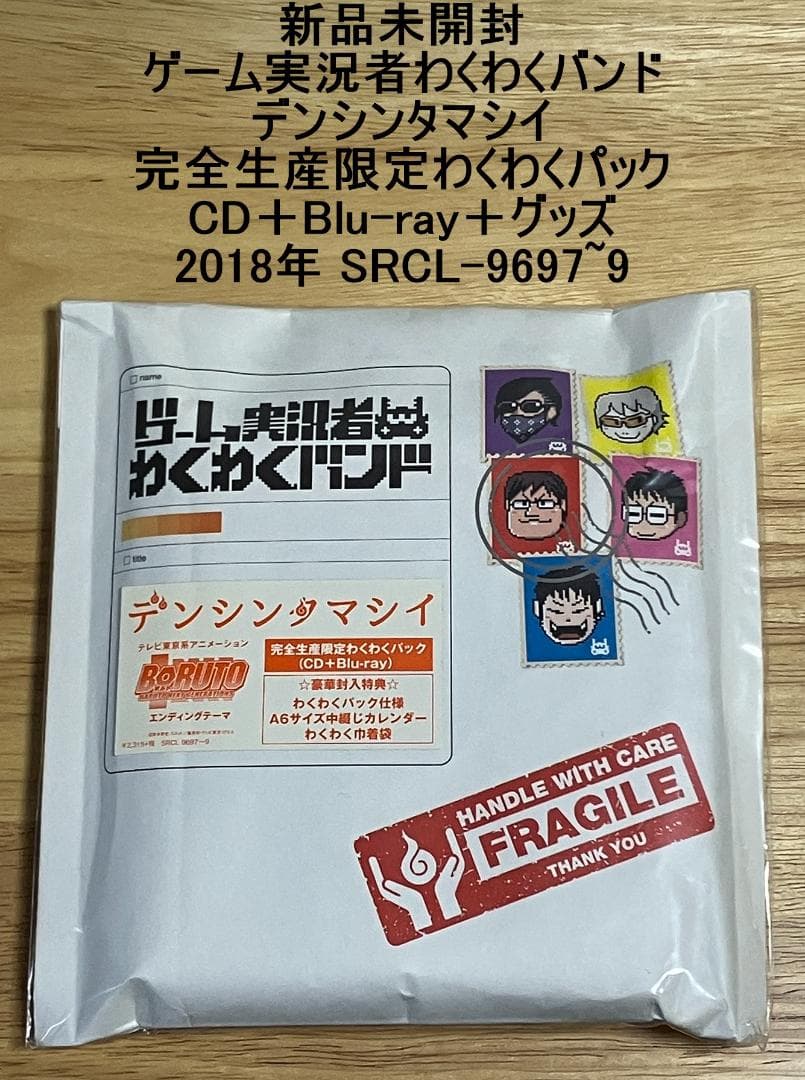 新品未開封
ゲーム実況者わくわくバンド
デンシンタマシイ
完全生産限定わくわくパック
CD＋Blu-ray＋グッズ
2018年 SRCL-9697~9
name
ゲーム実況者
わくわくバンド
title
デンシンタマシイ
テレビ東京系アニメーション
BORUTO
エンディングテーマ
¥2,315+税 SRCL 9697～9
完全生産限定わくわくパック
(CD+Blu-ray)
☆豪華封入特典☆
わくわくパック仕様
A6サイズ中綴じカレンダー
わくわく巾着袋
HANDLE WITH CARE
FRAGILE
THANK YOU